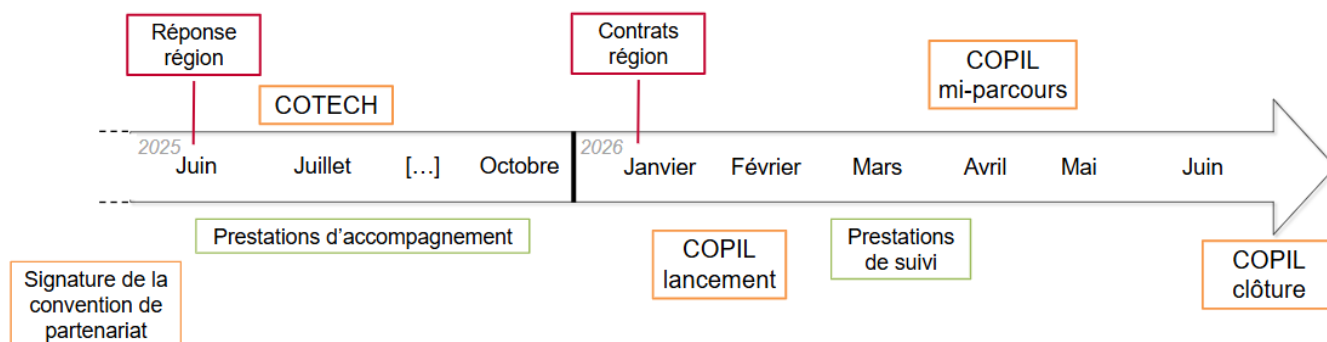 Réponse
région
Contrats
région
COPIL
mi-parcours
COTECH
2025
2026
Juin
Juillet
[...]
Octobre
Janvier
Février
Mars
Avril
Mai
Juin
Prestations d'accompagnement
COPIL
lancement
Prestations
de suivi
COPIL
clôture
Signature de la
convention de
partenariat